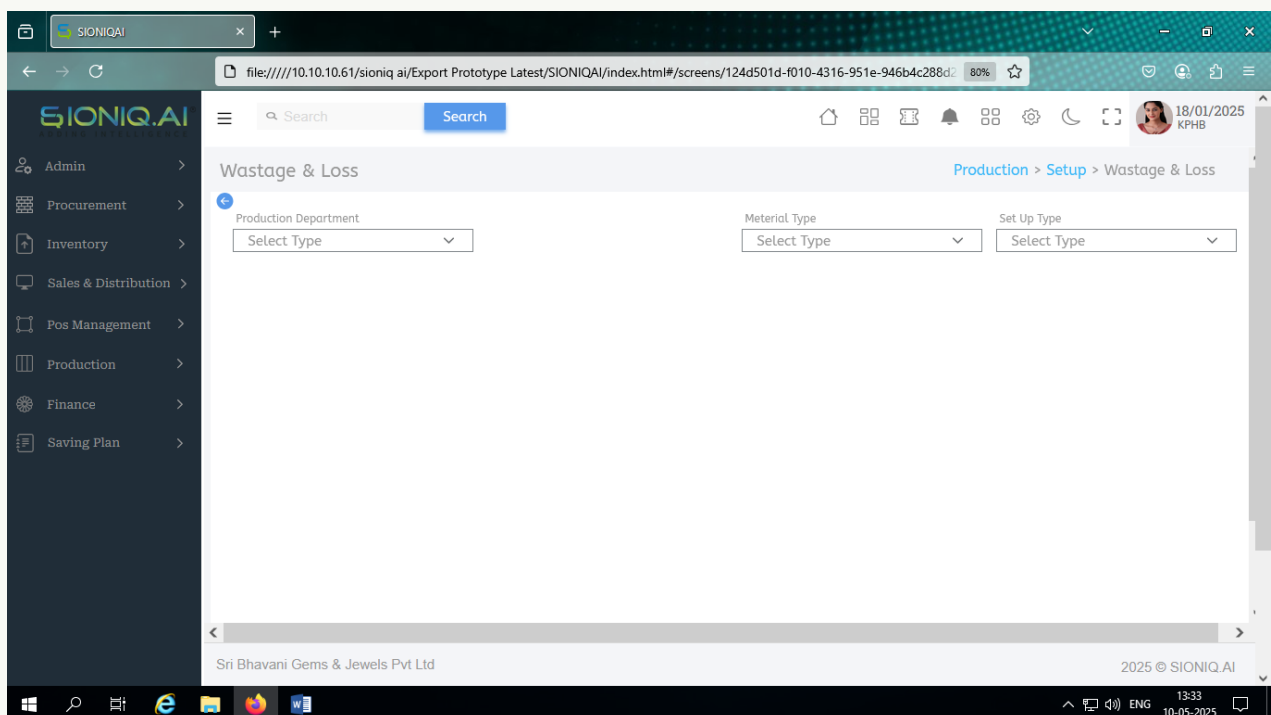 SIONIQAI
file://///10.10.10.61/sioniq ai/Export Prototype Latest/SIONIQAI/index.html#/screens/124d501d-f010-4316-951e-946b4c288d2
80%
SIONIQ.AI
Search
Search
18/01/2025
KPHB
Admin
Procurement
Inventory
Sales & Distribution
Pos Management
Production
Finance
Saving Plan
Wastage & Loss
Production > Setup > Wastage & Loss
Production Department
Meterial Type
Set Up Type
Select Type
Select Type
Select Type
Sri Bhavani Gems & Jewels Pvt Ltd
2025 © SIONIQ.AI
ENG
13:33
10-05-2025